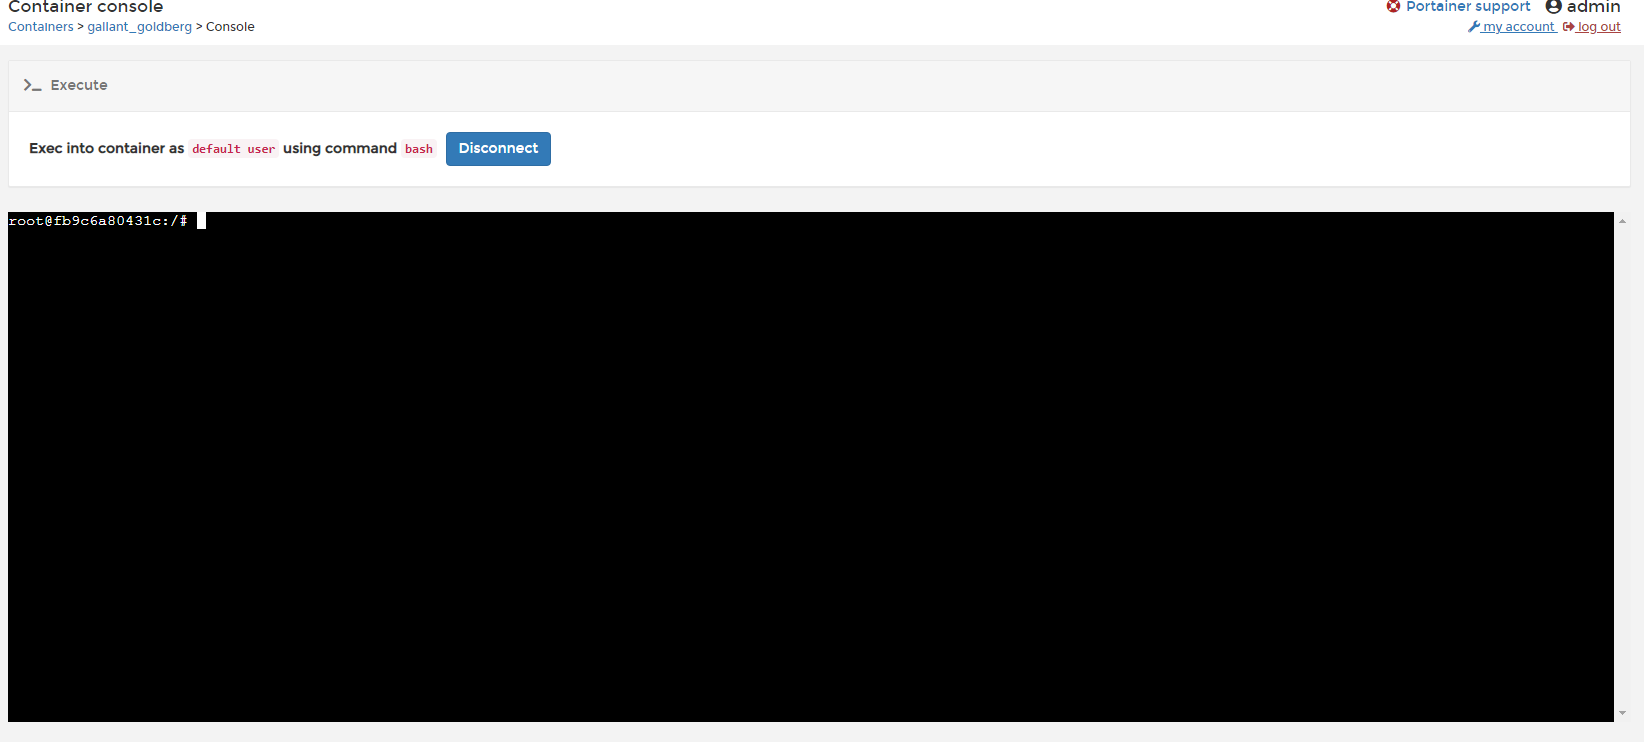 Container console
Portainer support admin
Containers > gallant_goldberg > Console
my account log out
>_ Execute
Exec into container as default user using command bash Disconnect
root@fb9c6a80431c:/#